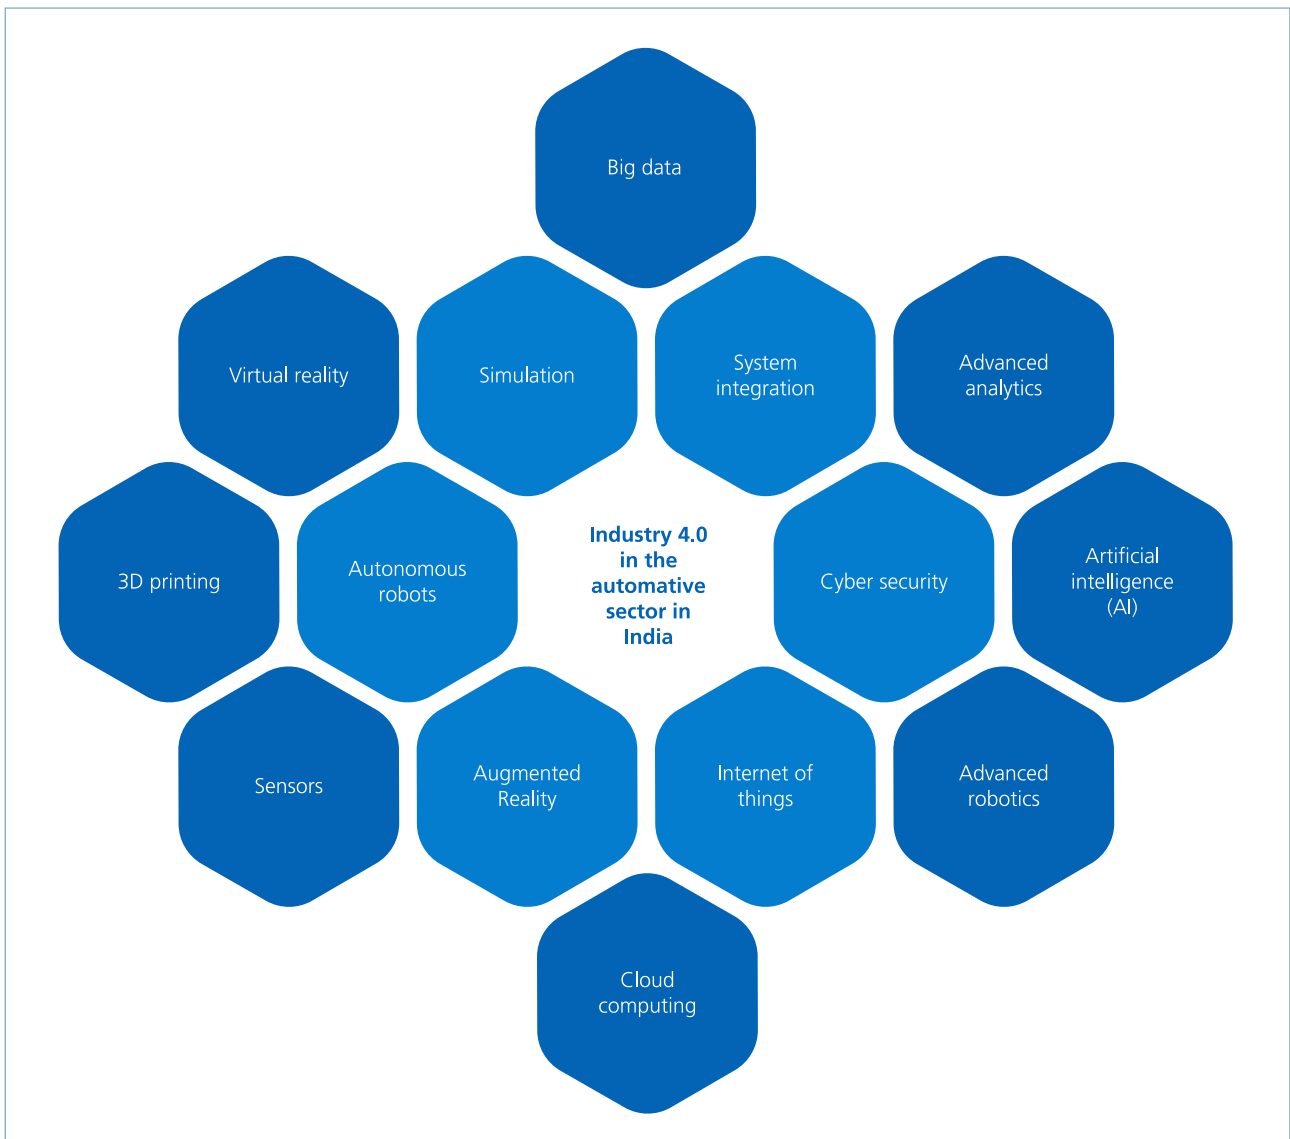 Big data
Virtual reality
Simulation
System
integration
Advanced
analytics
3D printing
Autonomous
robots
Industry 4.0
in the
automative
sector in
India
Cyber security
Artificial
intelligence
(AI)
Sensors
Augmented
Reality
Internet of
things
Advanced
robotics
Cloud
computing